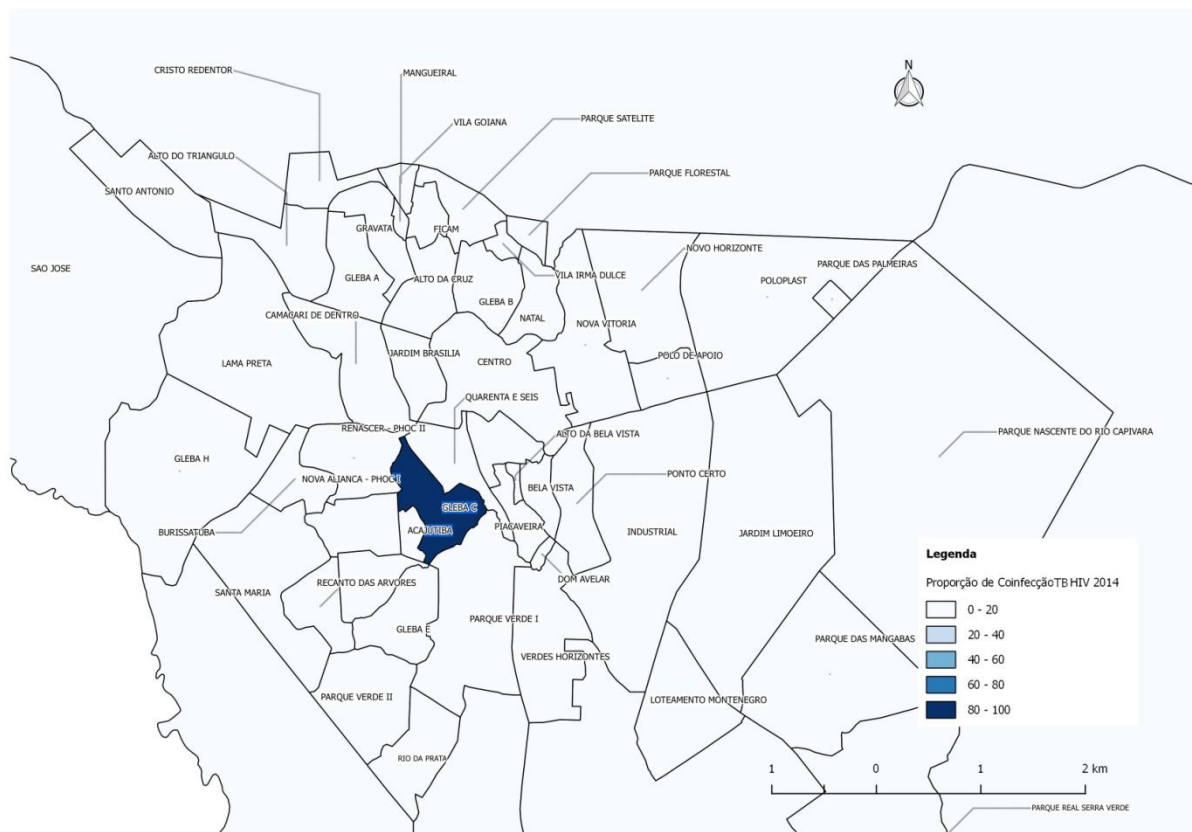 N
CRISTO REDENTOR
MANGUEIRAL
VILA GOIANA
PARQUE SATELITE
ALTO DO TRIANGULO
PARQUE FLORESTAL
SANTO ANTONIO
GRAVATA
FICAM
NOVO HORIZONTE
SAO JOSE
GLEBA A
ALTO DA CRUZ
VILA IRMA DULCE
POLOPLAST
PARQUE DAS PALMEIRAS
GLEBA B
NATAL
CAMACARI DE DENTRO
NOVA VITORIA
LAMA PRETA
JARDIM BRASILIA
CENTRO
POLO DE APOIO
QUARENTA E SEIS
RENASCER - PHOC II
ALTO DA BELA VISTA
PARQUE NASCENTE DO RIO CAPIVARA
GLEBA H
NOVA ALIANCA - PHOC I
BELA VISTA
PONTO CERTO
GLEBA C
BURISSATUBA
ACAJUTIBA
PIACAVEIRA
INDUSTRIAL
JARDIM LIMOEIRO
SANTA MARIA
RECANTO DAS ARVORES
DOM AVELAR
GLEBA E
PARQUE VERDE I
PARQUE DAS MANGABAS
VERDES HORIZONTES
PARQUE VERDE II
LOTEAMENTO MONTENEGRO
RIO DA PRATA
PARQUE REAL SERRA VERDE
Legenda
Proporção de CoinfecçãoTB HIV 2014
0 - 20
20 - 40
40 - 60
60 - 80
80 - 100
1 0 1 2 km